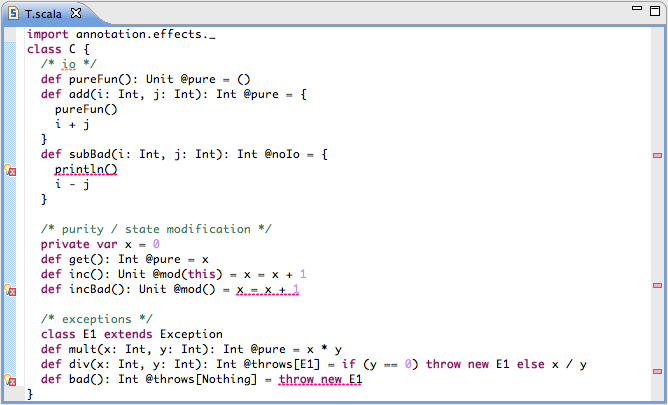 T.scala
import annotation.effects._
class C {
  /* io */
  def pureFun(): Unit @pure = ()
  def add(i: Int, j: Int): Int @pure = {
    pureFun()
    i + j
  }
  def subBad(i: Int, j: Int): Int @noIo = {
    println()
    i - j
  }
  /* purity / state modification */
  private var x = 0
  def get(): Int @pure = x
  def inc(): Unit @mod(this) = x = x + 1
  def incBad(): Unit @mod() = x = x + 1
  /* exceptions */
  class E1 extends Exception
  def mult(x: Int, y: Int): Int @pure = x * y
  def div(x: Int, y: Int): Int @throws[E1] = if (y == 0) throw new E1 else x / y
  def bad(): Int @throws[Nothing] = throw new E1
}